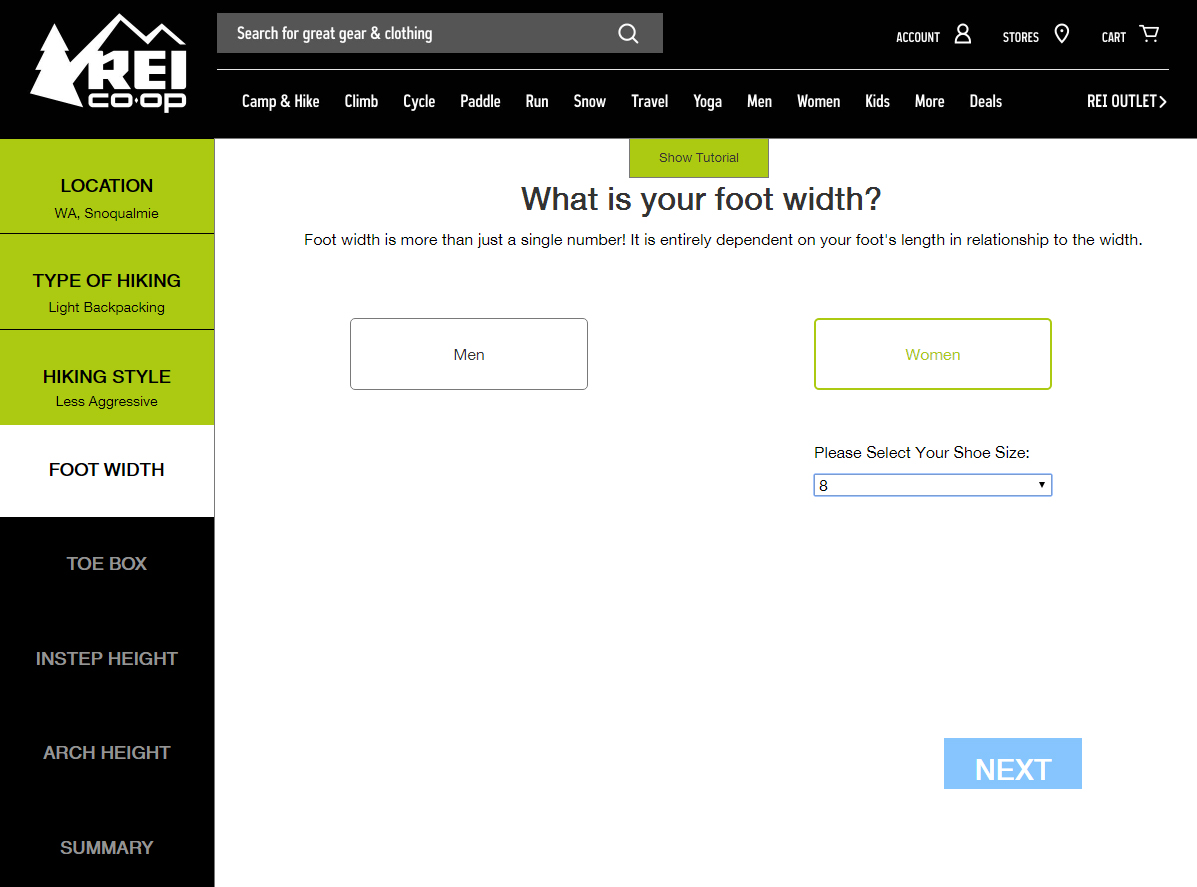 REI
CO·OP
Search for great gear & clothing
ACCOUNT STORES CART
Camp & Hike Climb Cycle Paddle Run Snow Travel Yoga Men Women Kids More Deals REI OUTLET
LOCATION
WA, Snoqualmie
TYPE OF HIKING
Light Backpacking
HIKING STYLE
Less Aggressive
FOOT WIDTH
TOE BOX
INSTEP HEIGHT
ARCH HEIGHT
SUMMARY
Show Tutorial
What is your foot width?
Foot width is more than just a single number! It is entirely dependent on your foot's length in relationship to the width.
Men Women
Please Select Your Shoe Size:
8
NEXT